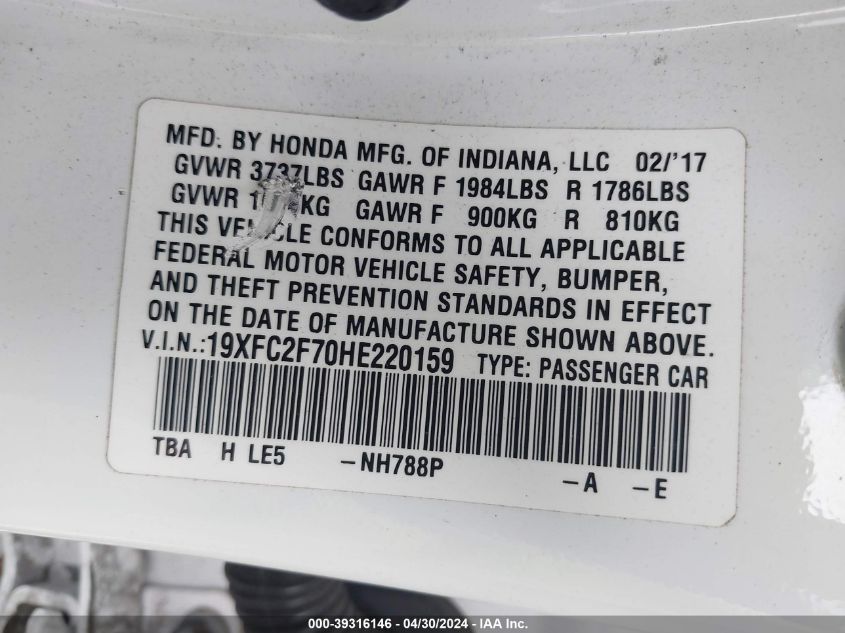 MFD. BY HONDA MFG. OF INDIANA, LLC 02/'17
GVWR 3737LBS GAWR F 1984LBS R 1786LBS
GVWR GAWR F 900KG R 810KG
THIS VEHICLE CONFORMS TO ALL APPLICABLE
FEDERAL MOTOR VEHICLE SAFETY, BUMPER,
AND THEFT PREVENTION STANDARDS IN EFFECT
ON THE DATE OF MANUFACTURE SHOWN ABOVE.
V.I.N.:19XFC2F70HE220159 TYPE: PASSENGER CAR
TBA H LE5 -NH788P -A -E
000-39316146 - 04/30/2024 - IAA Inc.